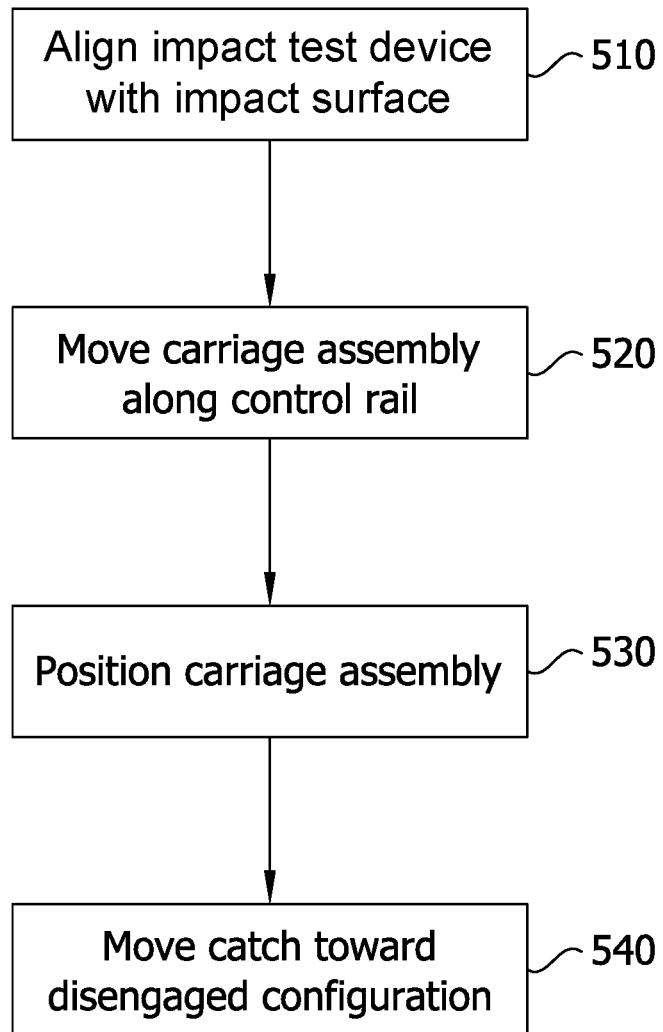 Align impact test device
with impact surface
510
Move carriage assembly
along control rail
520
Position carriage assembly
530
Move catch toward
disengaged configuration
540